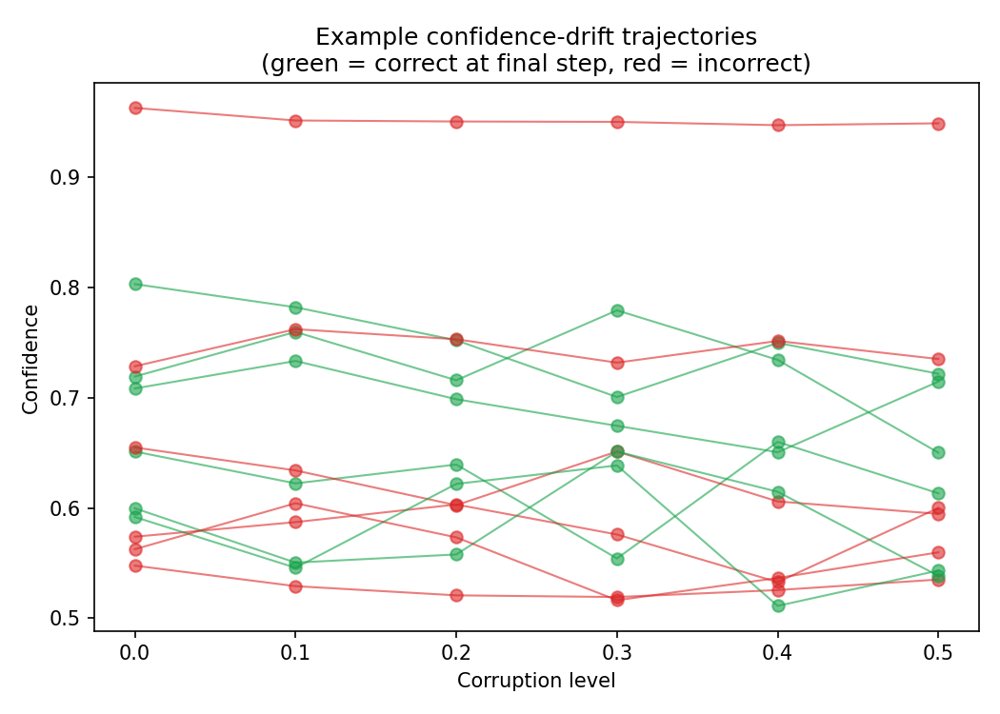 Example confidence-drift trajectories
(green = correct at final step, red = incorrect)
Confidence
0.9
0.8
0.7
0.6
0.5
0.0 0.1 0.2 0.3 0.4 0.5
Corruption level